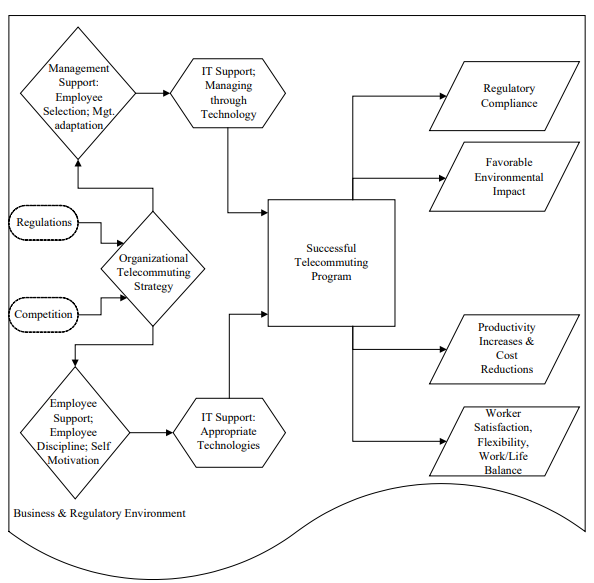 Management
Support:
Employee
Selection; Mgt.
adaptation
IT Support;
Managing
through
Technology
Regulatory
Compliance
Favorable
Environmental
Impact
Regulations
Organizational
Telecommuting
Strategy
Successful
Telecommuting
Program
Competition
Productivity
Increases & Cost
Reductions
Employee
Support;
Employee
Discipline; Self
Motivation
IT Support:
Appropriate
Technologies
Worker
Satisfaction,
Flexibility,
Work/Life
Balance
Business & Regulatory Environment